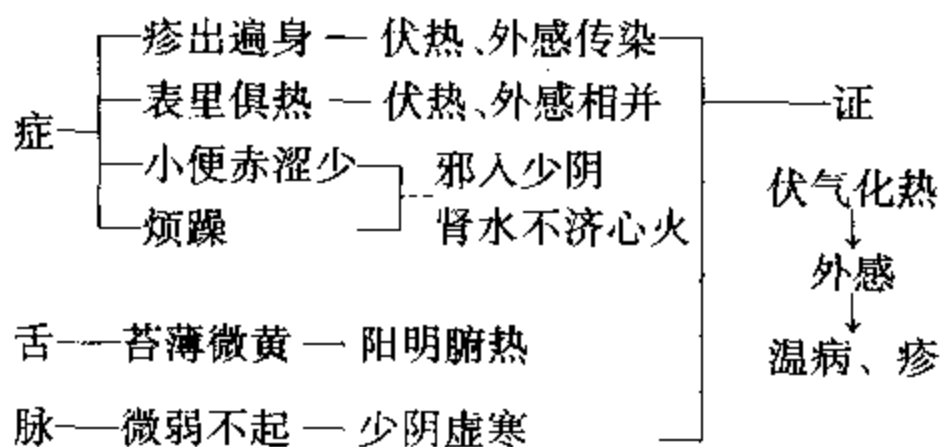 疹出遍身 — 伏热、外感传染
表里俱热 — 伏热、外感相并
证
症
小便赤涩少
邪入少阴
伏气化热
烦躁
肾水不济心火
外感
舌 — 苔薄微黄 — 阳明腑热
温病、疹
脉 — 微弱不起 — 少阴虚寒